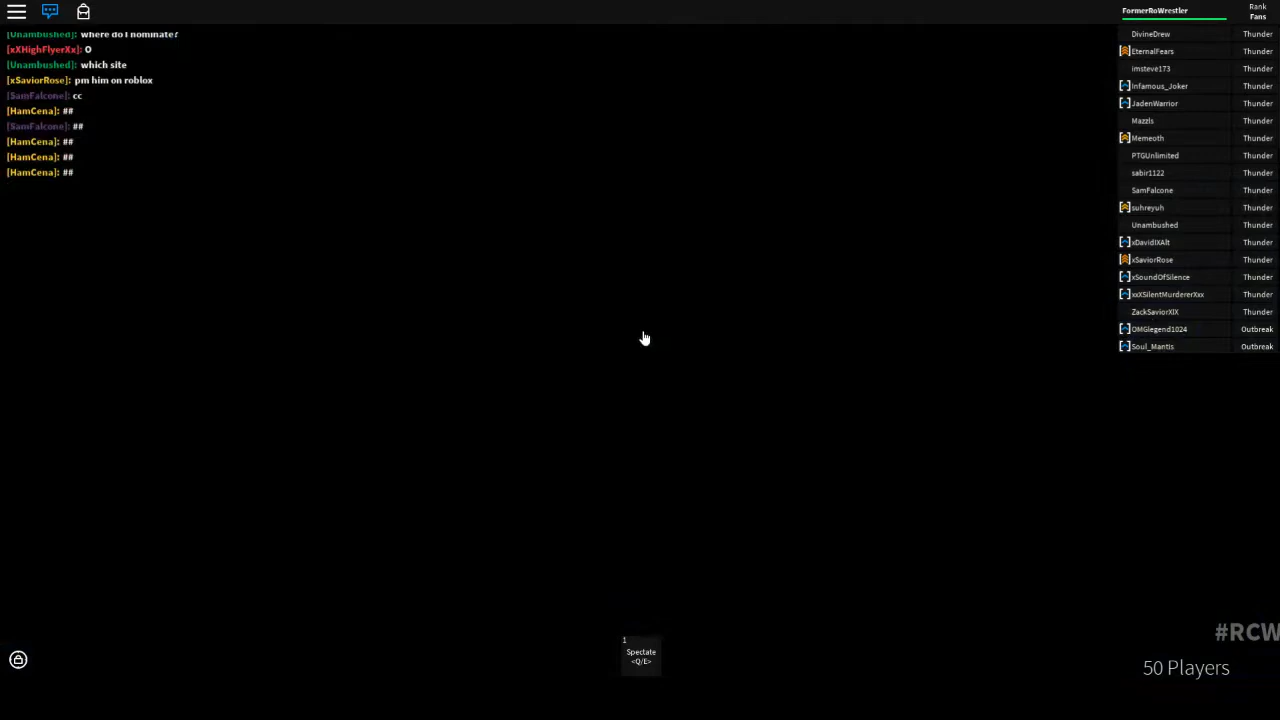 [Unambushed]: where do I nominate?
[xXHighFlyerXx]: O
[Unambushed]: which site
[xSaviorRose]: pm him on roblox
[SamFalcone]: cc
[HamCena]: ##
[SamFalcone]: ##
[HamCena]: ##
[HamCena]: ##
[HamCena]: ##
FormerRoWrestler Rank Fans
DivineDrew Thunder
EternalFears Thunder
imsteve173 Thunder
Infamous_Joker Thunder
JadenWarrior Thunder
Mazzls Thunder
Memeoth Thunder
PTGUnlimited Thunder
sabir1122 Thunder
SamFalcone Thunder
suhreyuh Thunder
Unambushed Thunder
xDavidIXAlt Thunder
xSaviorRose Thunder
xSoundOfSilence Thunder
xxXSilentMurdererXxx Thunder
ZackSaviorXIX Thunder
OMGlegend1024 Outbreak
Soul_Mantis Outbreak
1
Spectate
<Q/E>
#RCW
50 Players